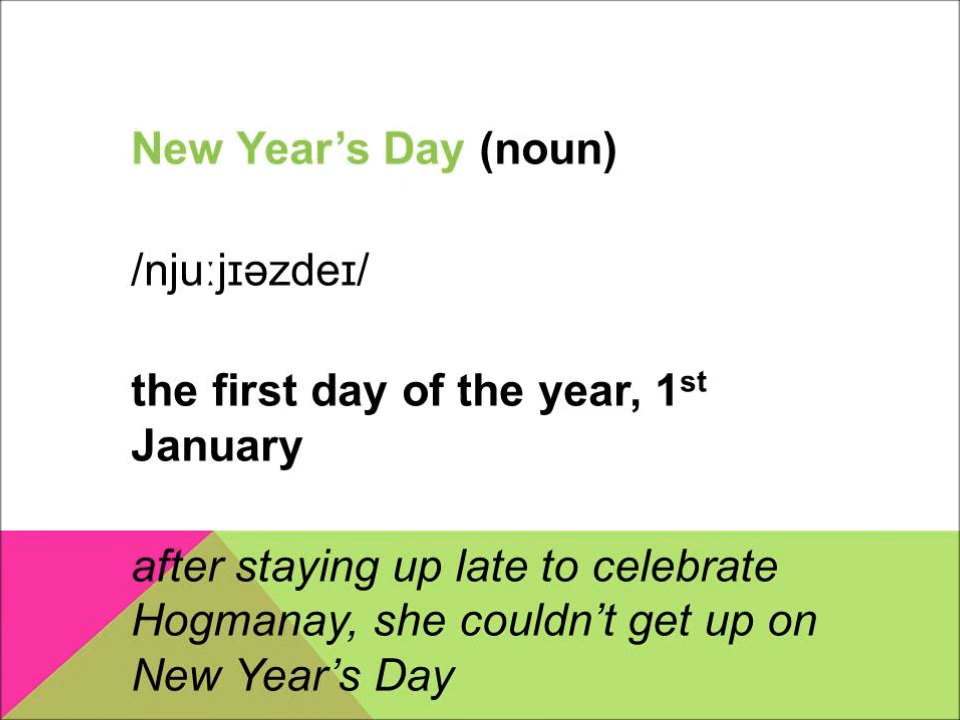 New Year’s Day (noun)
/njuːjɪəzdeɪ/
the first day of the year, 1st
January
after staying up late to celebrate
Hogmanay, she couldn’t get up on
New Year’s Day